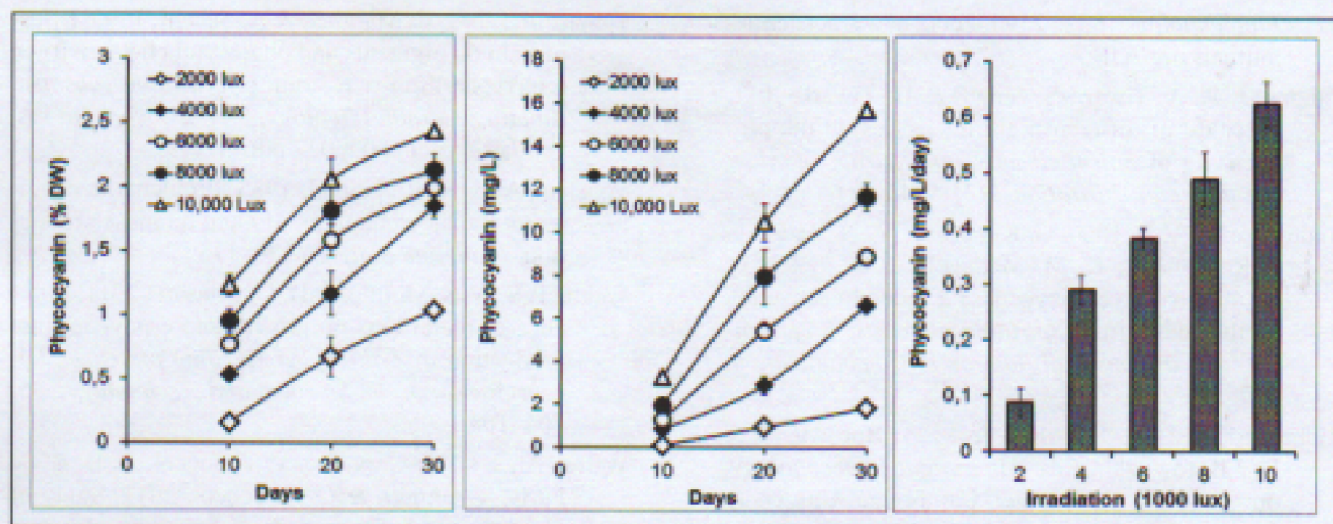 3
2,5
2
1,5
1
0,5
0
0
10
20
30
Phycocyanin (% DW)
Days
2000 lux
4000 lux
6000 lux
8000 lux
10,000 Lux
18
16
14
12
10
8
6
4
2
0
0
10
20
30
Phycocyanin (mg/L)
Days
2000 lux
4000 lux
6000 lux
8000 lux
10,000 Lux
0,7
0,6
0,5
0,4
0,3
0,2
0,1
0
2
4
6
8
10
Phycocyanin (mg/L/day)
Irradiation (1000 lux)